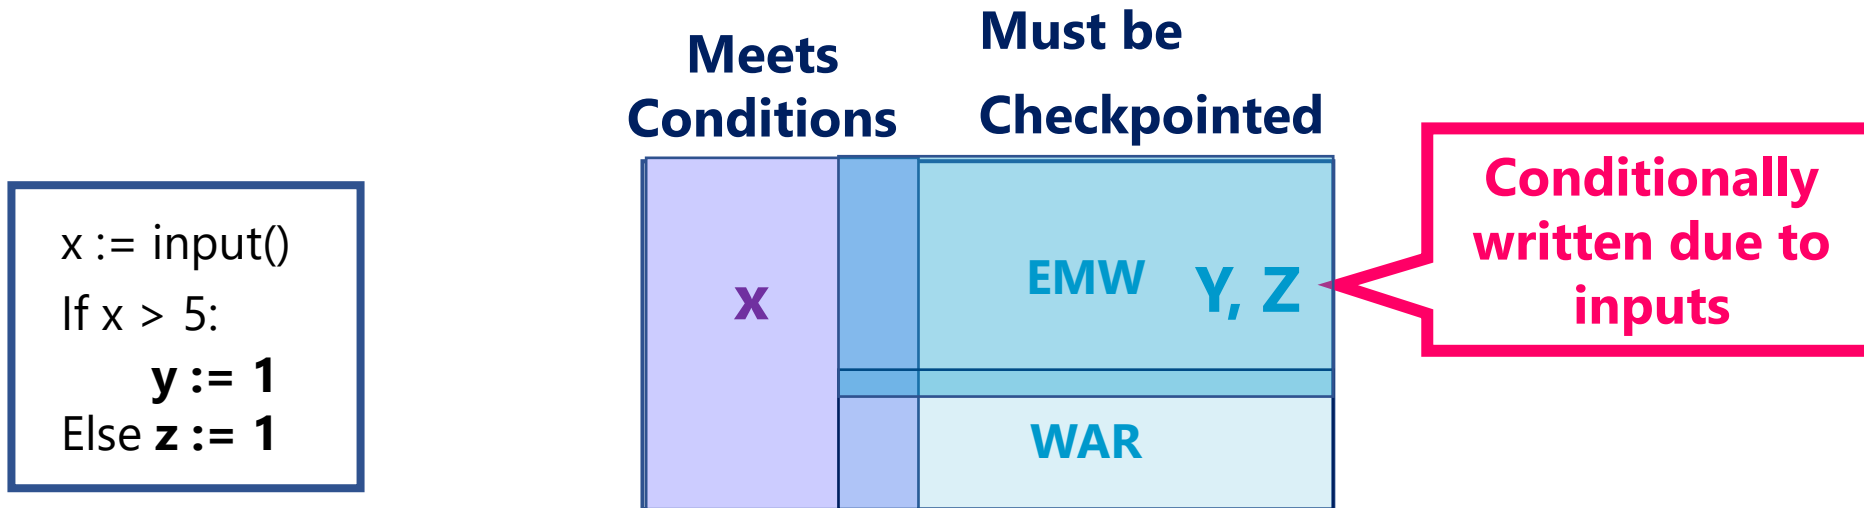 x := input()
If x > 5:
y := 1
Else z := 1
Meets
Conditions
Must be
Checkpointed
x
EMW
Y, Z
WAR
Conditionally
written due to
inputs